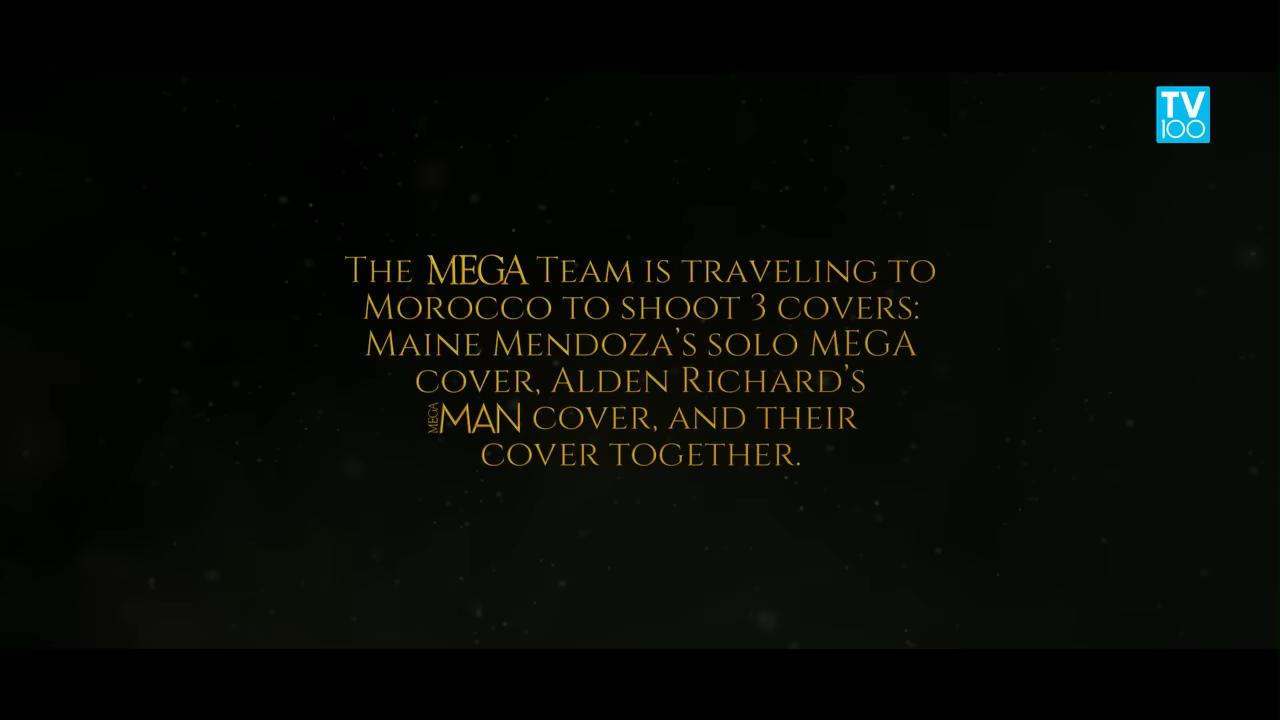 TV
100
The MEGA Team is traveling to
Morocco to shoot 3 covers:
Maine Mendoza's solo MEGA
cover, Alden Richard's
MEGA MAN cover, and their
cover together.